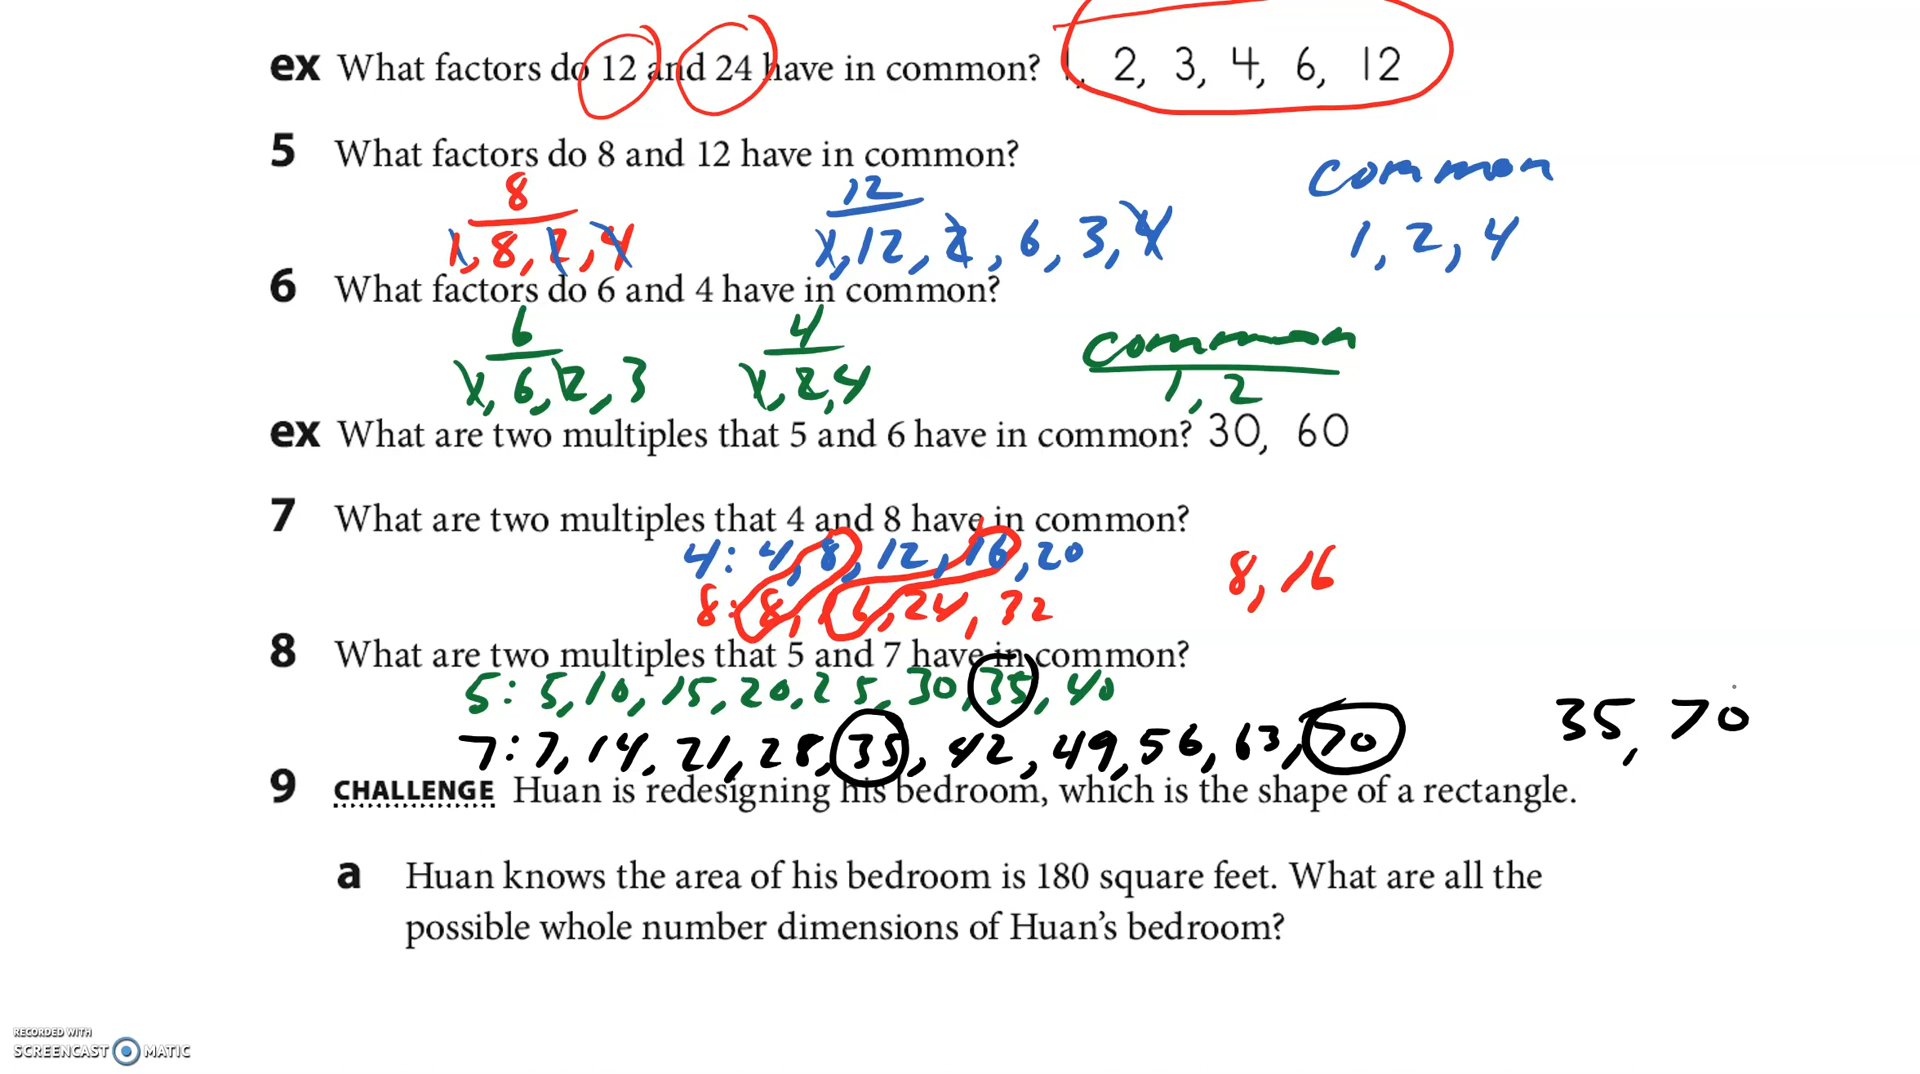 ex What factors do 12 and 24 have in common? 1, 2, 3, 4, 6, 12
5 What factors do 8 and 12 have in common?
common
8
12
1, 8, 2, 4
1, 12, 2, 6, 3, 4
1, 2, 4
6 What factors do 6 and 4 have in common?
6
4
common
1, 6, 2, 3
1, 2, 4
1, 2
ex What are two multiples that 5 and 6 have in common? 30, 60
7 What are two multiples that 4 and 8 have in common?
4: 4, 8, 12, 16, 20
8: 8, 16, 24, 32
8, 16
8 What are two multiples that 5 and 7 have in common?
5: 5, 10, 15, 20, 25, 30, 35, 40
7: 7, 14, 21, 28, 35, 42, 49, 56, 63, 70
35, 70
9 CHALLENGE Huan is redesigning his bedroom, which is the shape of a rectangle.
a Huan knows the area of his bedroom is 180 square feet. What are all the
possible whole number dimensions of Huan's bedroom?
RECORDED WITH
SCREENCAST MATIC